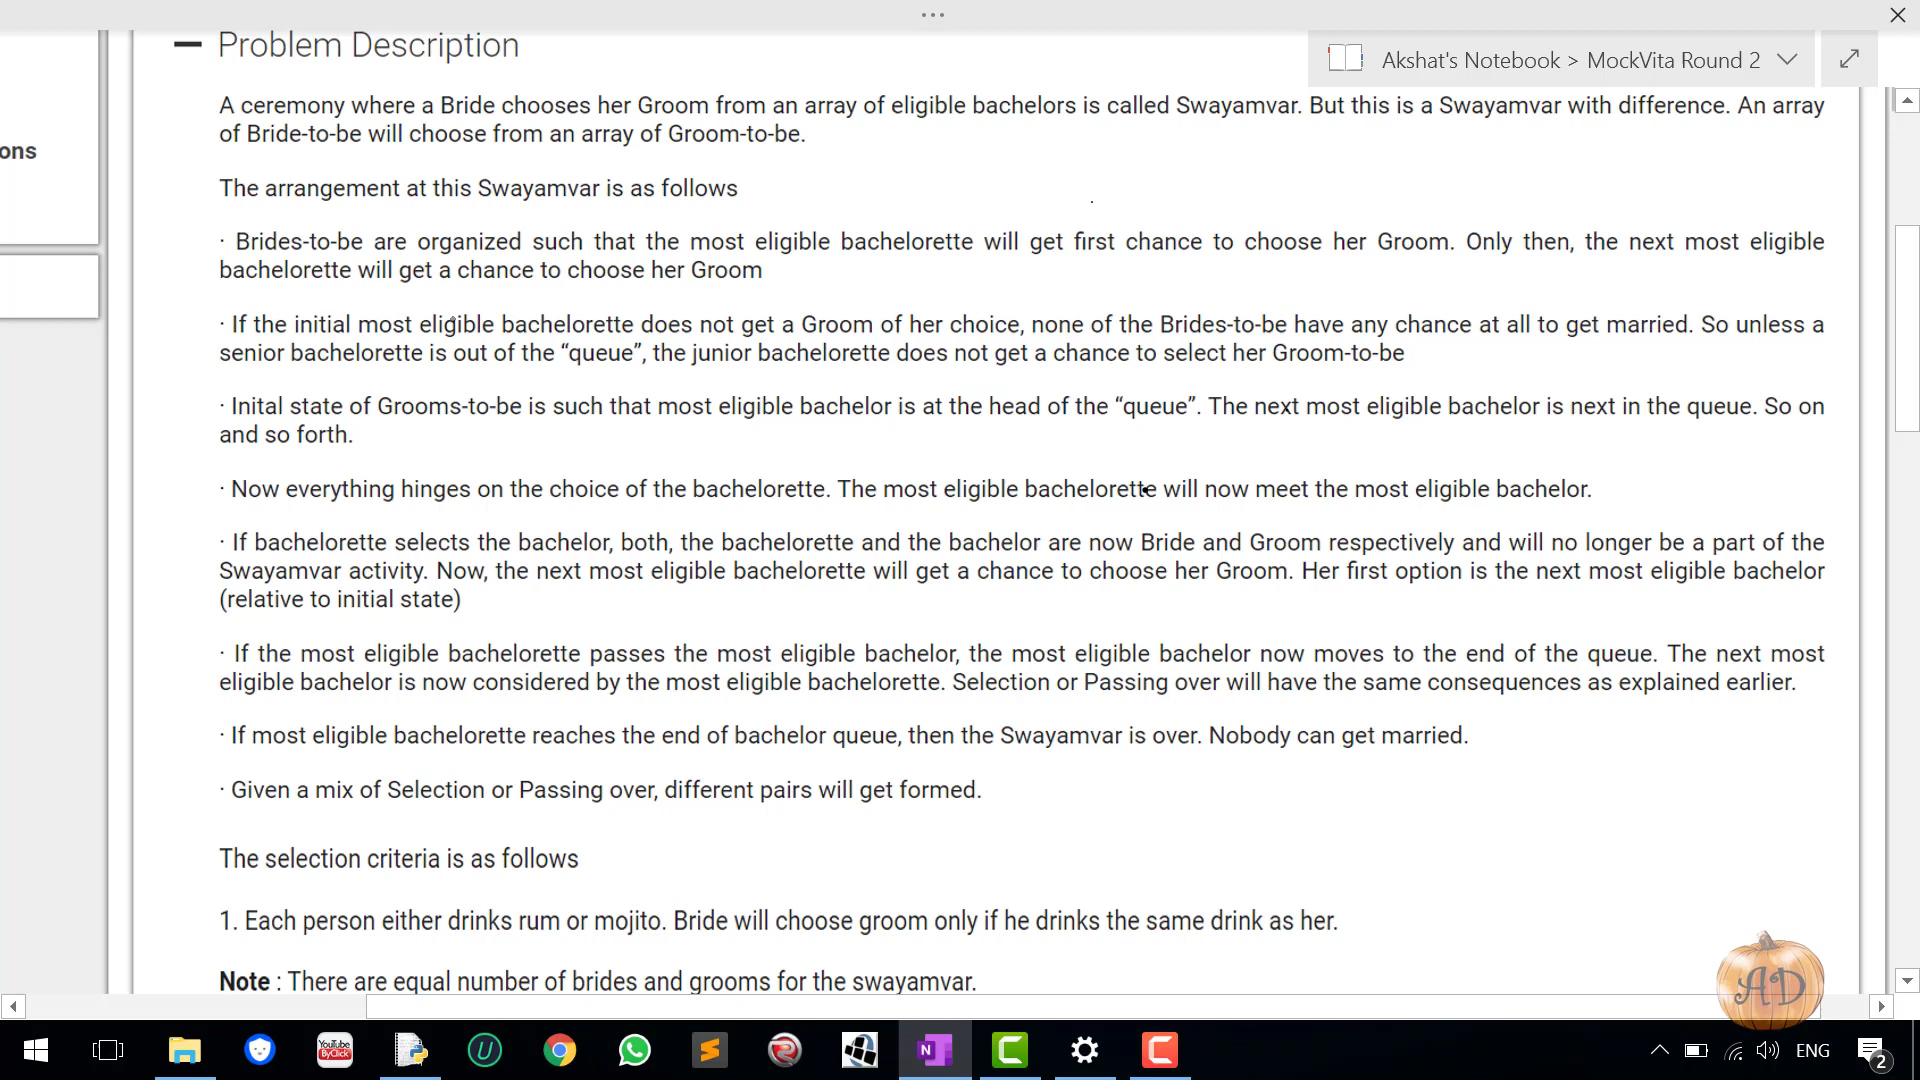 Problem Description
Akshat's Notebook > MockVita Round 2
A ceremony where a Bride chooses her Groom from an array of eligible bachelors is called Swayamvar. But this is a Swayamvar with difference. An array
of Bride-to-be will choose from an array of Groom-to-be.
ons
The arrangement at this Swayamvar is as follows
· Brides-to-be are organized such that the most eligible bachelorette will get first chance to choose her Groom. Only then, the next most eligible
bachelorette will get a chance to choose her Groom
· If the initial most eligible bachelorette does not get a Groom of her choice, none of the Brides-to-be have any chance at all to get married. So unless a
senior bachelorette is out of the “queue”, the junior bachelorette does not get a chance to select her Groom-to-be
· Inital state of Grooms-to-be is such that most eligible bachelor is at the head of the “queue”. The next most eligible bachelor is next in the queue. So on
and so forth.
· Now everything hinges on the choice of the bachelorette. The most eligible bachelorette will now meet the most eligible bachelor.
· If bachelorette selects the bachelor, both, the bachelorette and the bachelor are now Bride and Groom respectively and will no longer be a part of the
Swayamvar activity. Now, the next most eligible bachelorette will get a chance to choose her Groom. Her first option is the next most eligible bachelor
(relative to initial state)
· If the most eligible bachelorette passes the most eligible bachelor, the most eligible bachelor now moves to the end of the queue. The next most
eligible bachelor is now considered by the most eligible bachelorette. Selection or Passing over will have the same consequences as explained earlier.
· If most eligible bachelorette reaches the end of bachelor queue, then the Swayamvar is over. Nobody can get married.
· Given a mix of Selection or Passing over, different pairs will get formed.
The selection criteria is as follows
1. Each person either drinks rum or mojito. Bride will choose groom only if he drinks the same drink as her.
Note : There are equal number of brides and grooms for the swayamvar.
AD
YouTube
ByClick
U
N
ENG
2